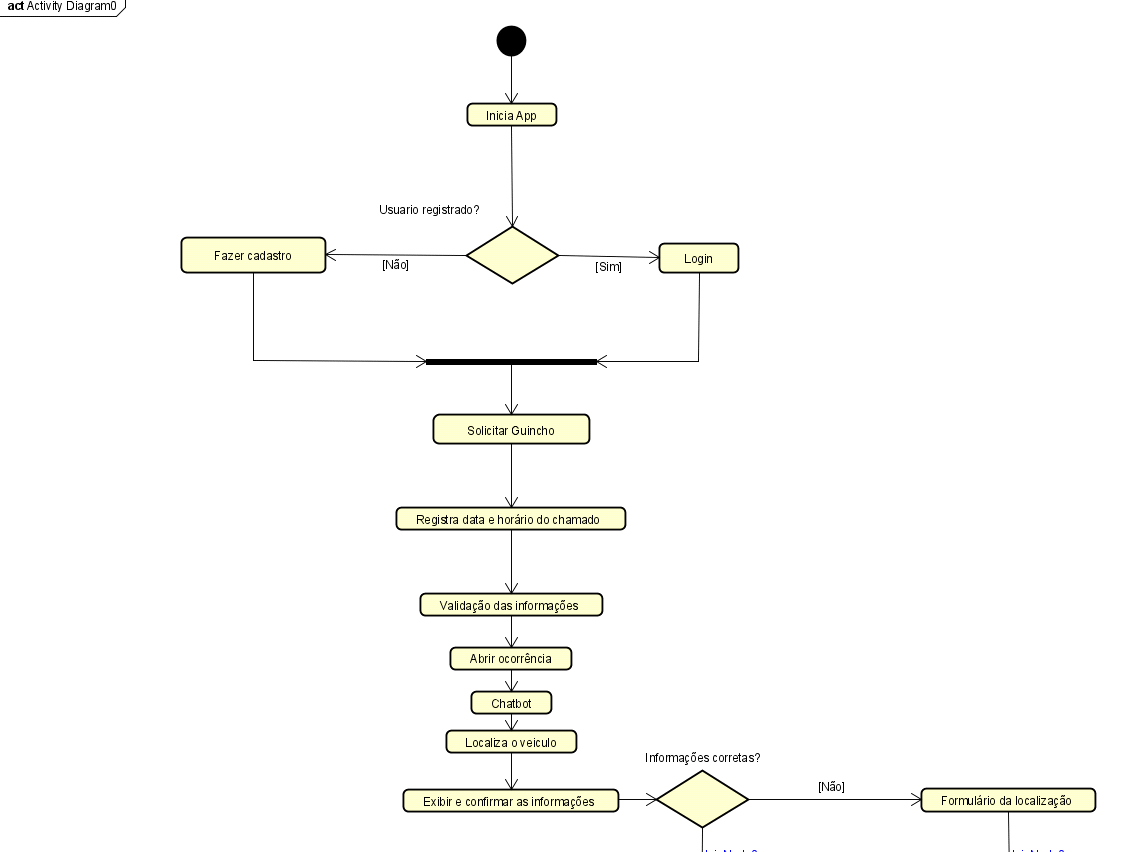 act Activity Diagram0
Inicia App
Usuario registrado?
Fazer cadastro
[Não]
[Sim]
Login
Solicitar Guincho
Registra data e horário do chamado
Validação das informações
Abrir ocorrência
Chatbot
Localiza o veiculo
Informações corretas?
Exibir e confirmar as informações
[Não]
Formulário da localização